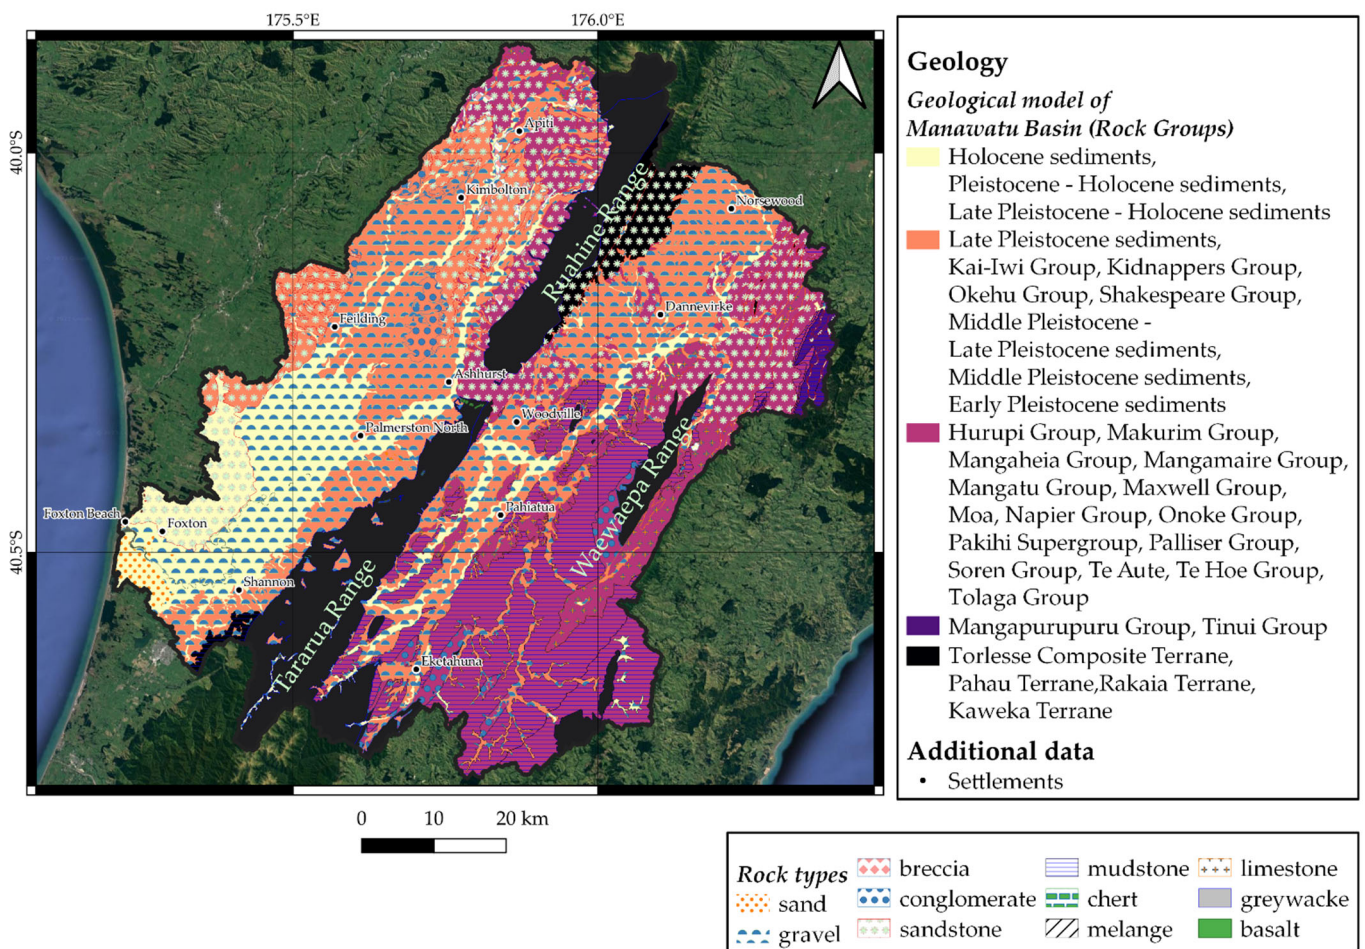 175.5°E
176.0°E
40.0°S
40.5°S
Apiti
Kimbolton
Norsewood
Ruahine Range
Dannevirke
Feilding
Ashhurst
Woodville
Palmerston North
Waewaepa Range
Pahiatua
Foxton Beach
Foxton
Shannon
Tararua Range
Eketahuna
0 10 20 km
Geology
Geological model of
Manawatu Basin (Rock Groups)
Holocene sediments,
Pleistocene - Holocene sediments,
Late Pleistocene - Holocene sediments
Late Pleistocene sediments,
Kai-Iwi Group, Kidnappers Group,
Okehu Group, Shakespeare Group,
Middle Pleistocene -
Late Pleistocene sediments,
Middle Pleistocene sediments,
Early Pleistocene sediments
Hurupi Group, Makurim Group,
Mangaheia Group, Mangamaire Group,
Mangatu Group, Maxwell Group,
Moa, Napier Group, Onoke Group,
Pakihi Supergroup, Palliser Group,
Soren Group, Te Aute, Te Hoe Group,
Tolaga Group
Mangapurupuru Group, Tinui Group
Torlesse Composite Terrane,
Pahau Terrane,Rakaia Terrane,
Kaweka Terrane
Additional data
Settlements
Rock types
sand
gravel
breccia
conglomerate
sandstone
mudstone
chert
melange
limestone
greywacke
basalt